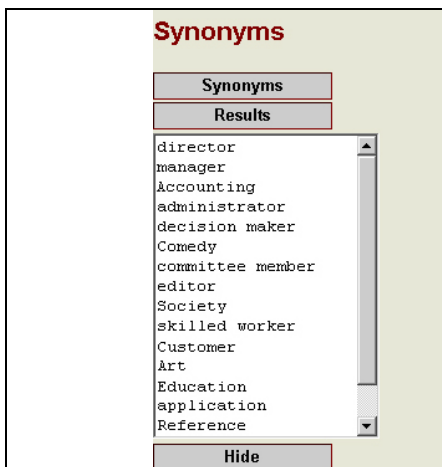 Synonyms
Synonyms
Results
director
manager
Accounting
administrator
decision maker
Comedy
committee member
editor
Society
skilled worker
Customer
Art
Education
application
Reference
Hide